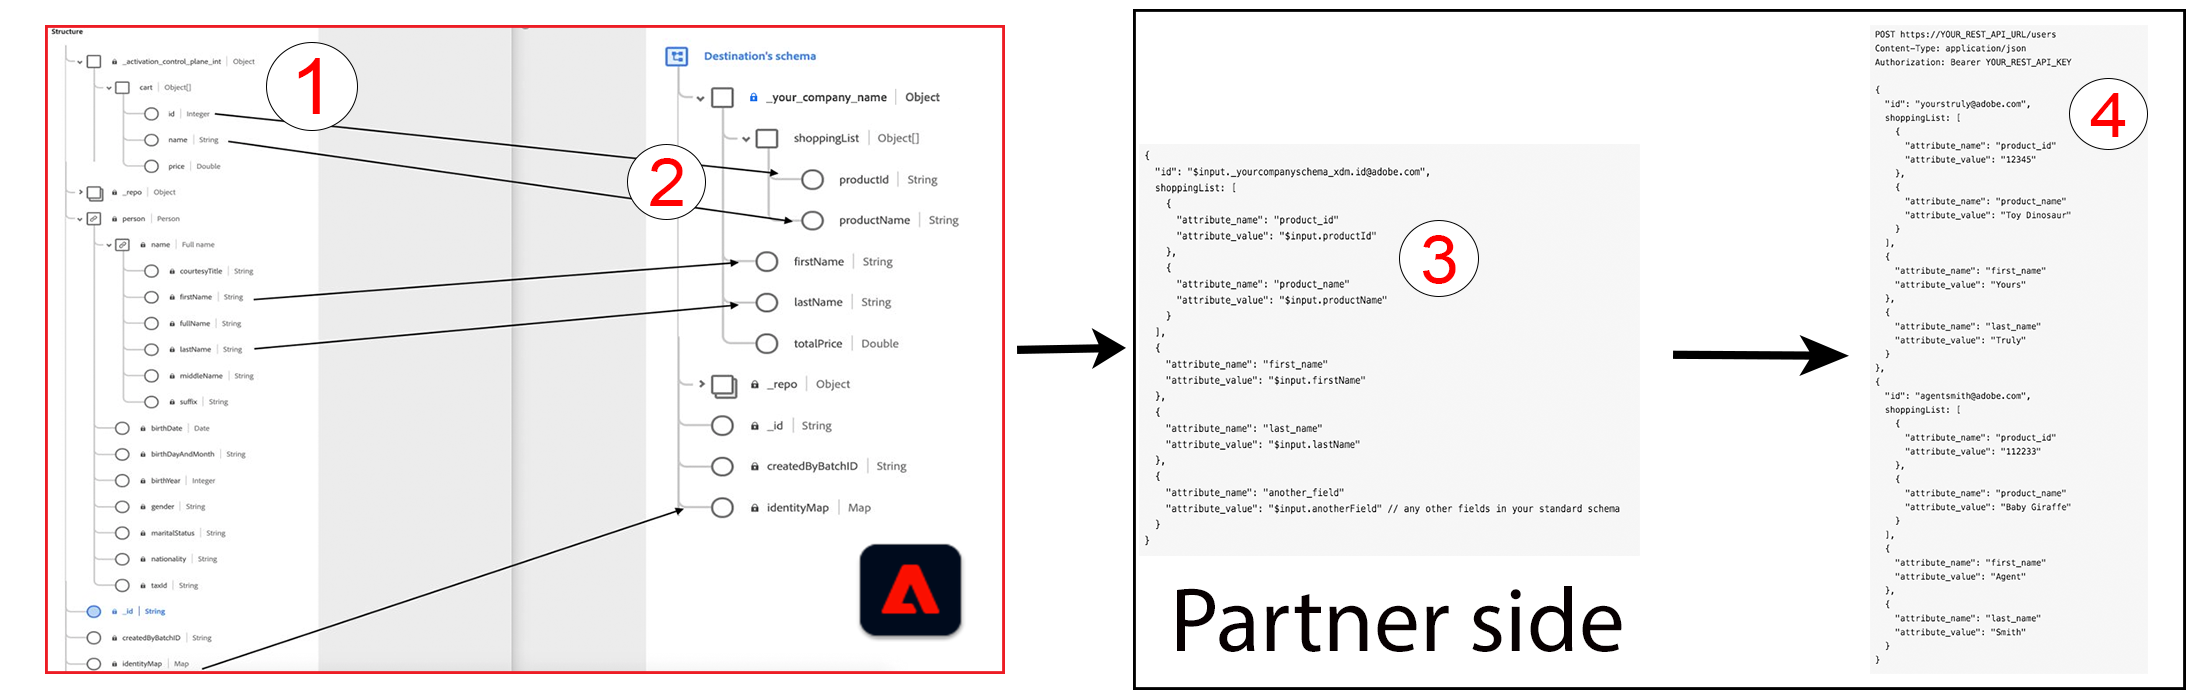 Structure
_activation_control_plane_int | Object
cart | Object[]
id | Integer
name | String
price | Double
_repo | Object
person | Person
name | Full name
courtesyTitle | String
firstName | String
fullName | String
lastName | String
middleName | String
suffix | String
birthDate | Date
birthDayAndMonth | String
birthYear | Integer
gender | String
maritalStatus | String
nationality | String
taxId | String
_id | String
createdByBatchID | String
identityMap | Map
1
2
Destination's schema
_your_company_name | Object
shoppingList | Object[]
productId | String
productName | String
firstName | String
lastName | String
totalPrice | Double
_repo | Object
_id | String
createdByBatchID | String
identityMap | Map
{
"id": "$input._yourcompanyschema_xdm.id@adobe.com",
shoppingList: [
{
"attribute_name": "product_id"
"attribute_value": "$input.productId"
},
{
"attribute_name": "product_name"
"attribute_value": "$input.productName"
}
],
{
"attribute_name": "first_name"
"attribute_value": "$input.firstName"
},
{
"attribute_name": "last_name"
"attribute_value": "$input.lastName"
},
{
"attribute_name": "another_field"
"attribute_value": "$input.anotherField" // any other fields in your standard schema
}
}
3
Partner side
POST https://YOUR_REST_API_URL/users
Content-Type: application/json
Authorization: Bearer YOUR_REST_API_KEY
{
"id": "yourstruly@adobe.com",
shoppingList: [
{
"attribute_name": "product_id"
"attribute_value": "12345"
},
{
"attribute_name": "product_name"
"attribute_value": "Toy Dinosaur"
}
],
{
"attribute_name": "first_name"
"attribute_value": "Yours"
},
{
"attribute_name": "last_name"
"attribute_value": "Truly"
}
},
{
"id": "agentsmith@adobe.com",
shoppingList: [
{
"attribute_name": "product_id"
"attribute_value": "112233"
},
{
"attribute_name": "product_name"
"attribute_value": "Baby Giraffe"
}
],
{
"attribute_name": "first_name"
"attribute_value": "Agent"
},
{
"attribute_name": "last_name"
"attribute_value": "Smith"
}
}
4